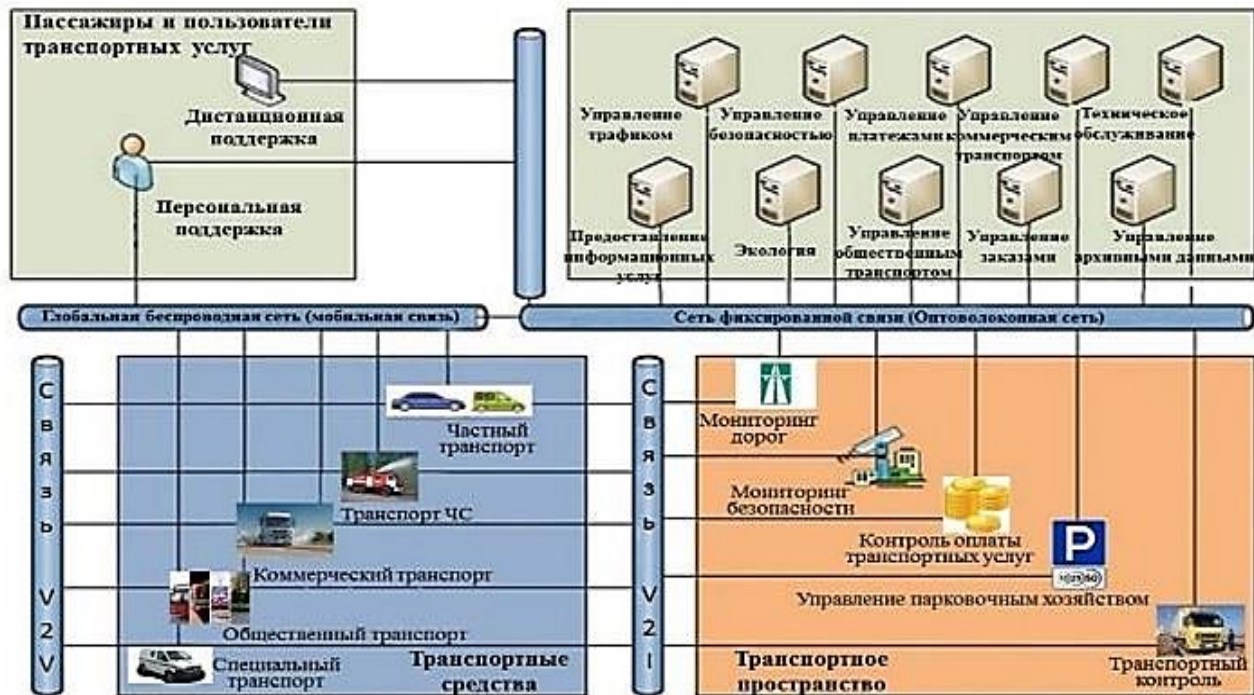 Пассажиры и пользователи
транспортных услуг
Дистанционная
поддержка
Персональная
поддержка
Управление
трафиком
Управление
безопасностью
Управление
платежами
Управление
коммерческим
транспортом
Техническое
обслуживание
Предоставление
информационных
услуг
Экология
Управление
общественным
транспортом
Управление
заказами
Управление
архивными данными
Глобальная беспроводная сеть (мобильная связь)
Сеть фиксированной связи (Оптоволоконная сеть)
Связь V2V
Частный
транспорт
Транспорт ЧС
Коммерческий транспорт
Общественный транспорт
Специальный
транспорт
Транспортные
средства
Связь V2I
Мониторинг
дорог
Мониторинг
безопасности
Контроль оплаты
транспортных услуг
P
Управление парковочным хозяйством
Транспортный
контроль
Транспортное
пространство